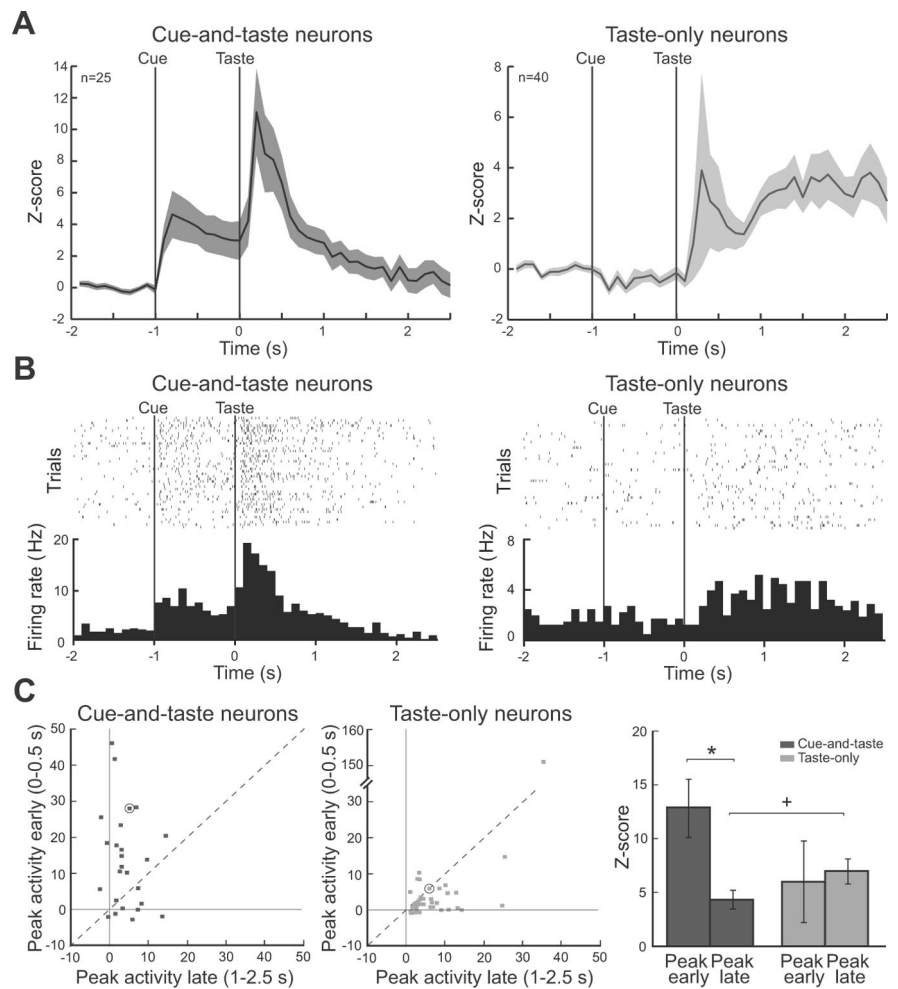 A
Cue-and-taste neurons
Cue
Taste
n=25
Z-score
14
12
10
8
6
4
2
0
-2
-2
-1
0
1
2
Time (s)
Taste-only neurons
Cue
Taste
n=40
Z-score
8
6
4
2
0
-2
-2
-1
0
1
2
Time (s)
B
Cue-and-taste neurons
Cue
Taste
Trials
Firing rate (Hz)
20
10
0
-2
-1
0
1
2
Time (s)
Taste-only neurons
Cue
Taste
Trials
Firing rate (Hz)
8
4
0
-2
-1
0
1
2
Time (s)
C
Cue-and-taste neurons
Peak activity early (0-0.5 s)
50
40
30
20
10
0
-10
-10
0
10
20
30
40
50
Peak activity late (1-2.5 s)
Taste-only neurons
Peak activity early (0-0.5 s)
160
150
40
30
20
10
0
-10
-10
0
10
20
30
40
50
Peak activity late (1-2.5 s)
Z-score
20
15
10
5
0
Cue-and-taste
Taste-only
*
+
Peak early
Peak late
Peak early
Peak late